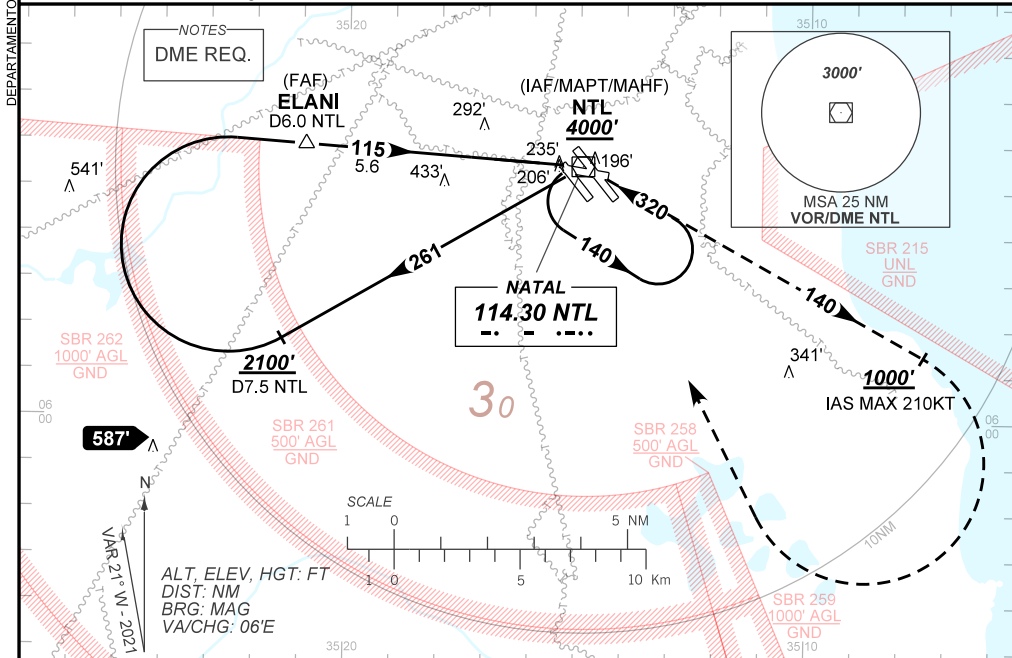 DEPARTAMENTO
35 20
35 10
NOTES
DME REQ.
(FAF)
ELANI
D6.0 NTL
292'
(IAF/MAPT/MAHF)
NTL
4000'
3000'
MSA 25 NM
VOR/DME NTL
541'
115
5.6
433'
235'
206'
196'
320
261
140
140
SBR 215
UNL
GND
NATAL
114.30 NTL
SBR 262
1000' AGL
GND
2100'
D7.5 NTL
341'
1000'
IAS MAX 210KT
30
06
00
06
00
587'
SBR 261
500' AGL
GND
SBR 258
500' AGL
GND
N
VAR 21° W - 2021
SCALE
1 0 5 NM
1 0 5 10 Km
10NM
ALT, ELEV, HGT: FT
DIST: NM
BRG: MAG
VA/CHG: 06'E
SBR 259
1000' AGL
GND
35 20
35 10